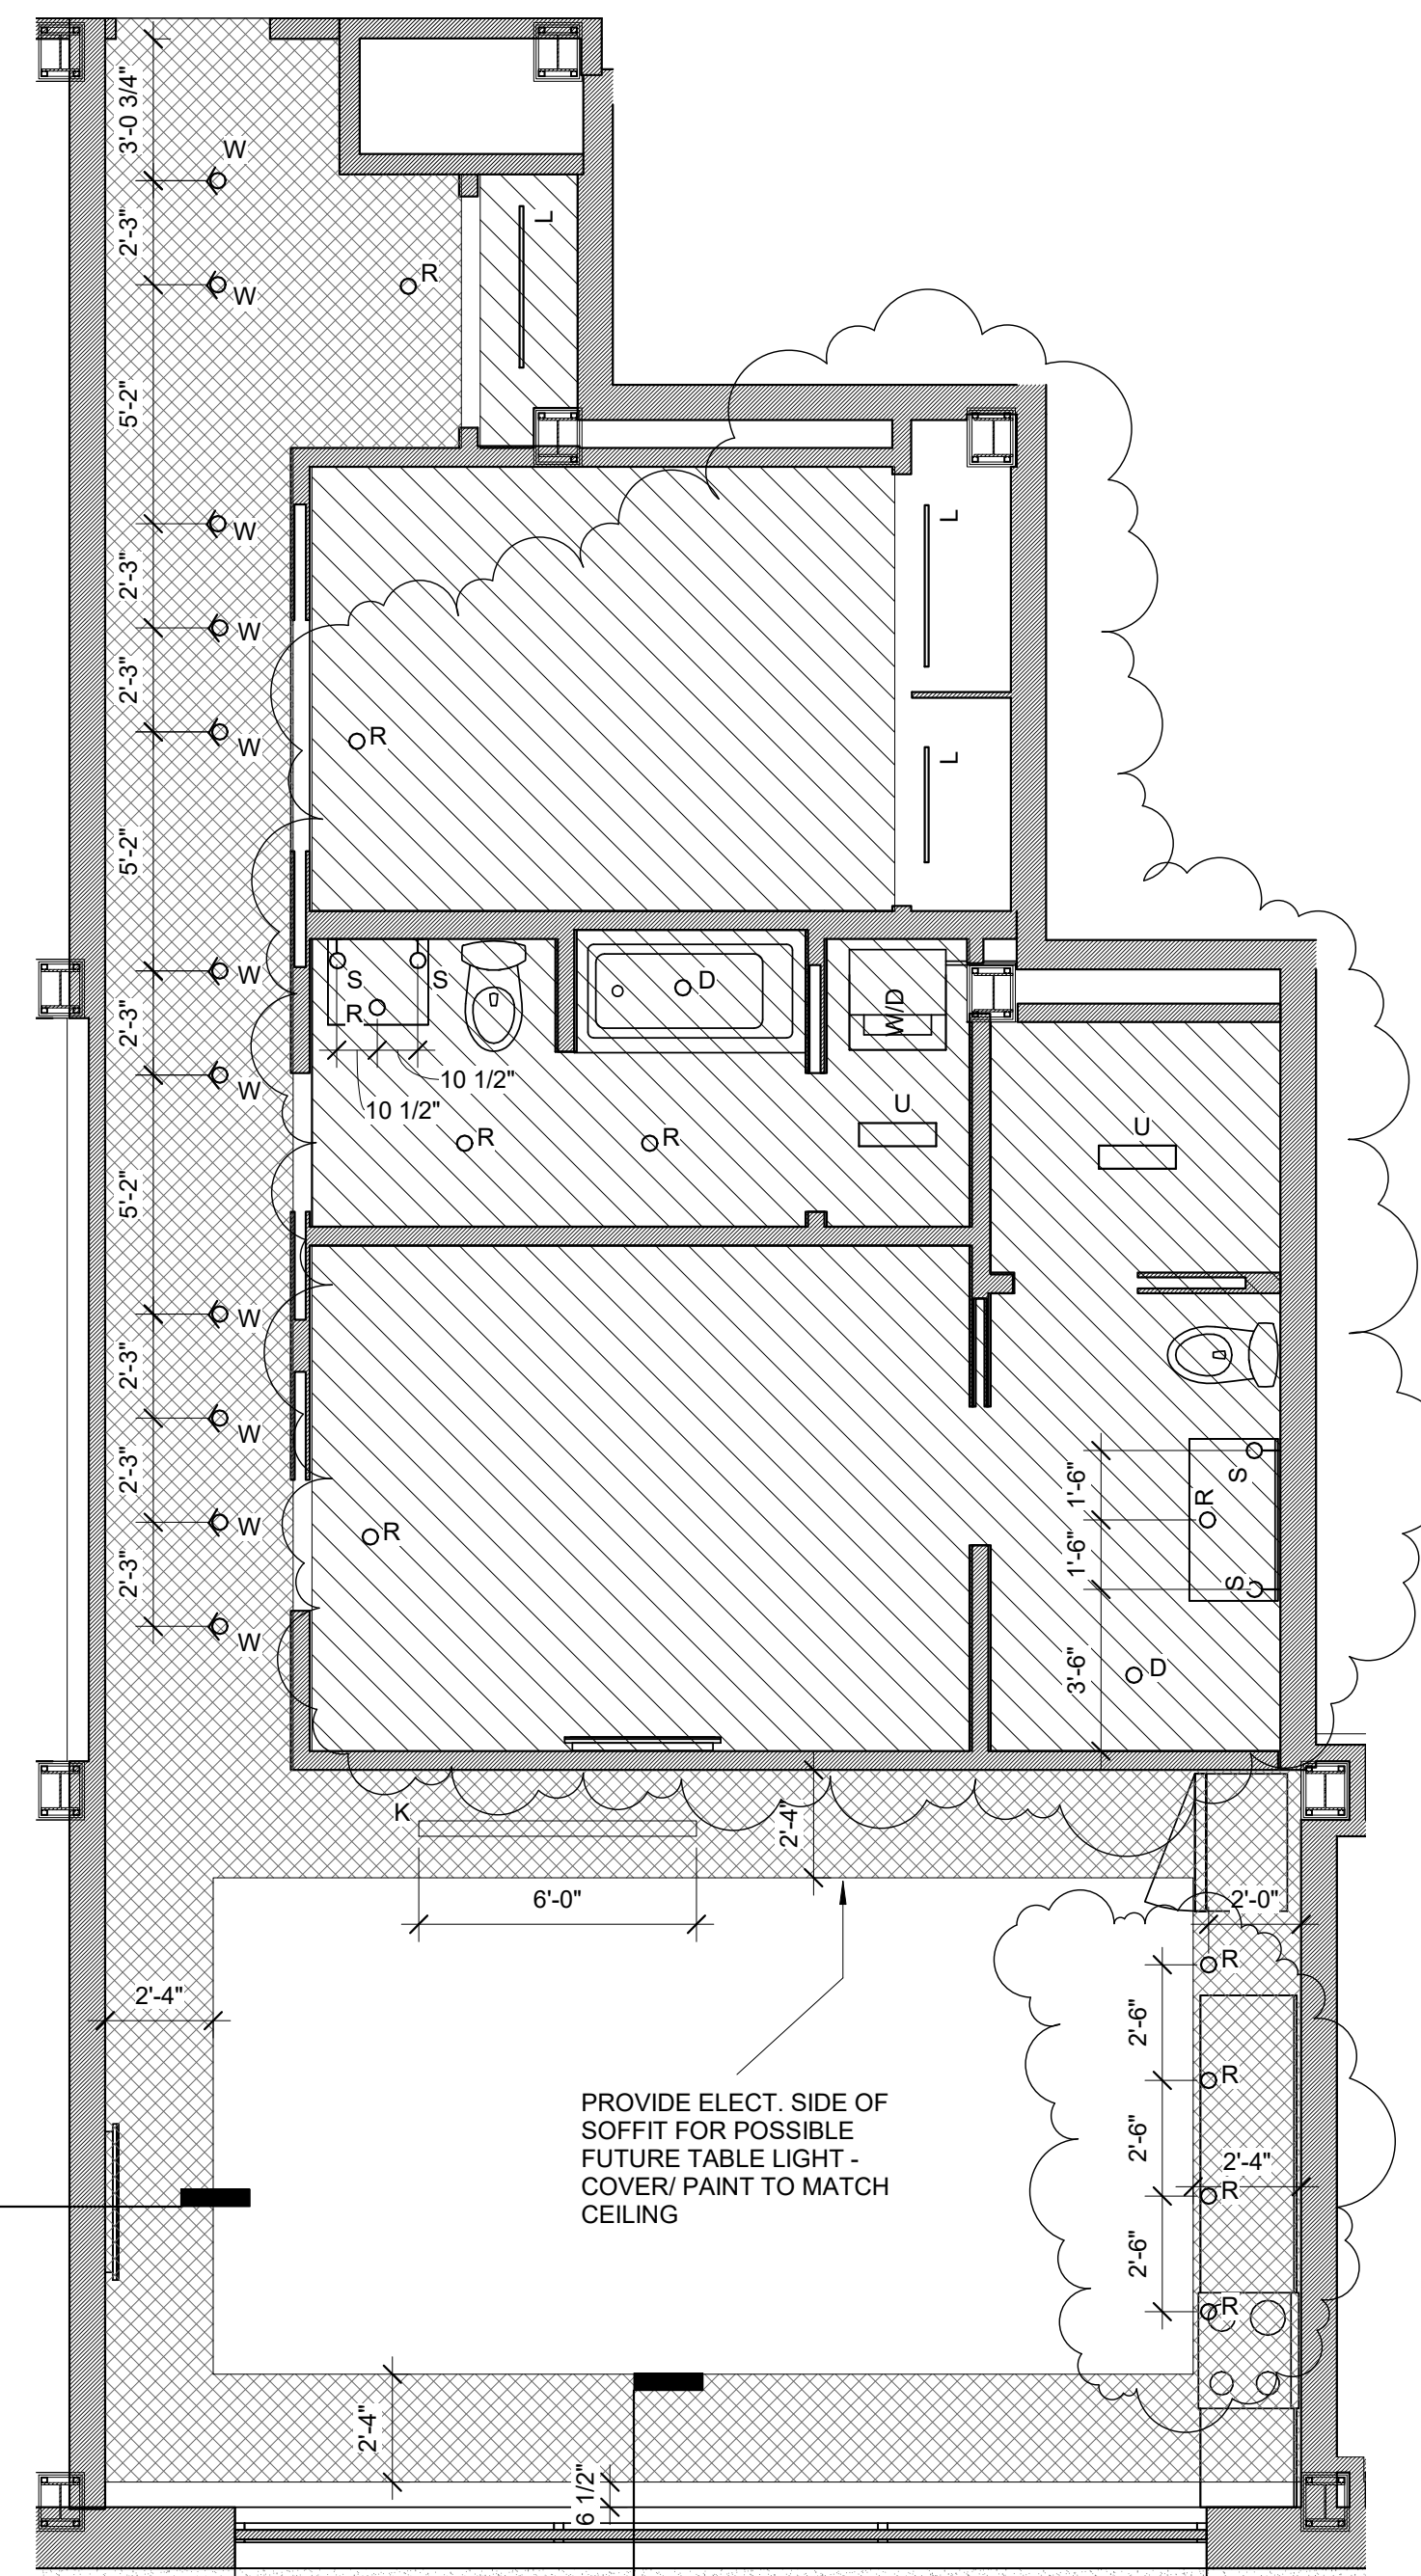 3'-0 3/4"
W
2'-3"
W
R
L
5'-2"
W
L
2'-3"
W
2'-3"
W
R
L
5'-2"
W
S
S
D
R
W/D
2'-3"
W
10 1/2"
10 1/2"
U
U
R
R
5'-2"
W
2'-3"
W
S
1'-6"
R
2'-3"
W
R
1'-6"
S
2'-3"
W
3'-6"
D
K
2'-4"
6'-0"
2'-0"
R
2'-4"
2'-6"
R
PROVIDE ELECT. SIDE OF
SOFFIT FOR POSSIBLE
FUTURE TABLE LIGHT -
COVER/ PAINT TO MATCH
CEILING
2'-6"
2'-4"
R
2'-6"
R
2'-4"
6 1/2"